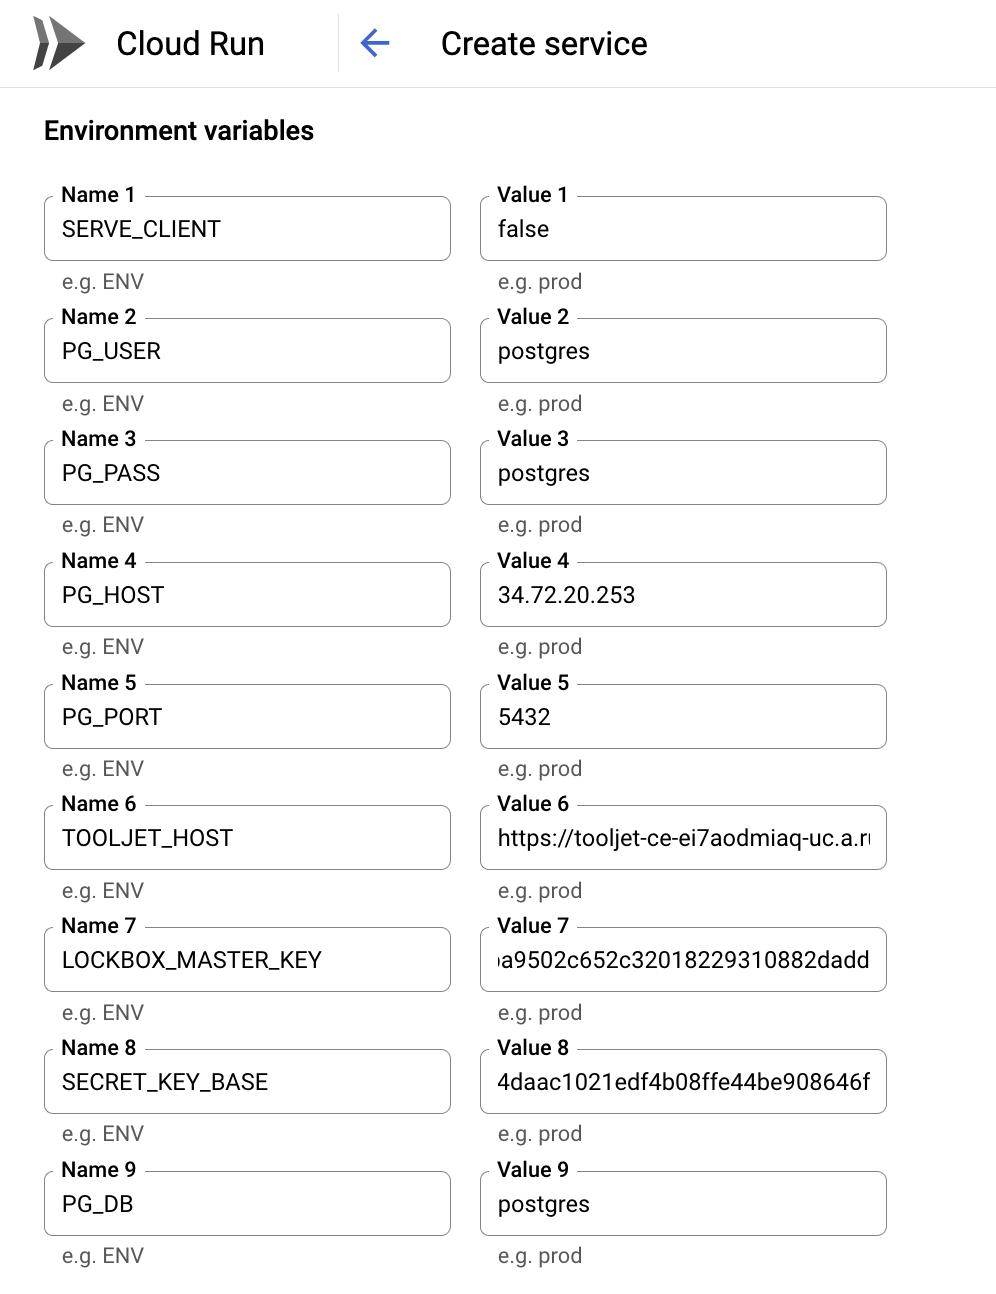 Cloud Run
Create service
Environment variables
Name 1
Value 1
SERVE_CLIENT
false
e.g. ENV
e.g. prod
Name 2
Value 2
PG_USER
postgres
e.g. ENV
e.g. prod
Name 3
Value 3
PG_PASS
postgres
e.g. ENV
e.g. prod
Name 4
Value 4
PG_HOST
34.72.20.253
e.g. ENV
e.g. prod
Name 5
Value 5
PG_PORT
5432
e.g. ENV
e.g. prod
Name 6
Value 6
TOOLJET_HOST
https://tooljet-ce-ei7aodmiaq-uc.a.r
e.g. ENV
e.g. prod
Name 7
Value 7
LOCKBOX_MASTER_KEY
a9502c652c32018229310882dadd
e.g. ENV
e.g. prod
Name 8
Value 8
SECRET_KEY_BASE
4daac1021edf4b08ffe44be908646f
e.g. ENV
e.g. prod
Name 9
Value 9
PG_DB
postgres
e.g. ENV
e.g. prod